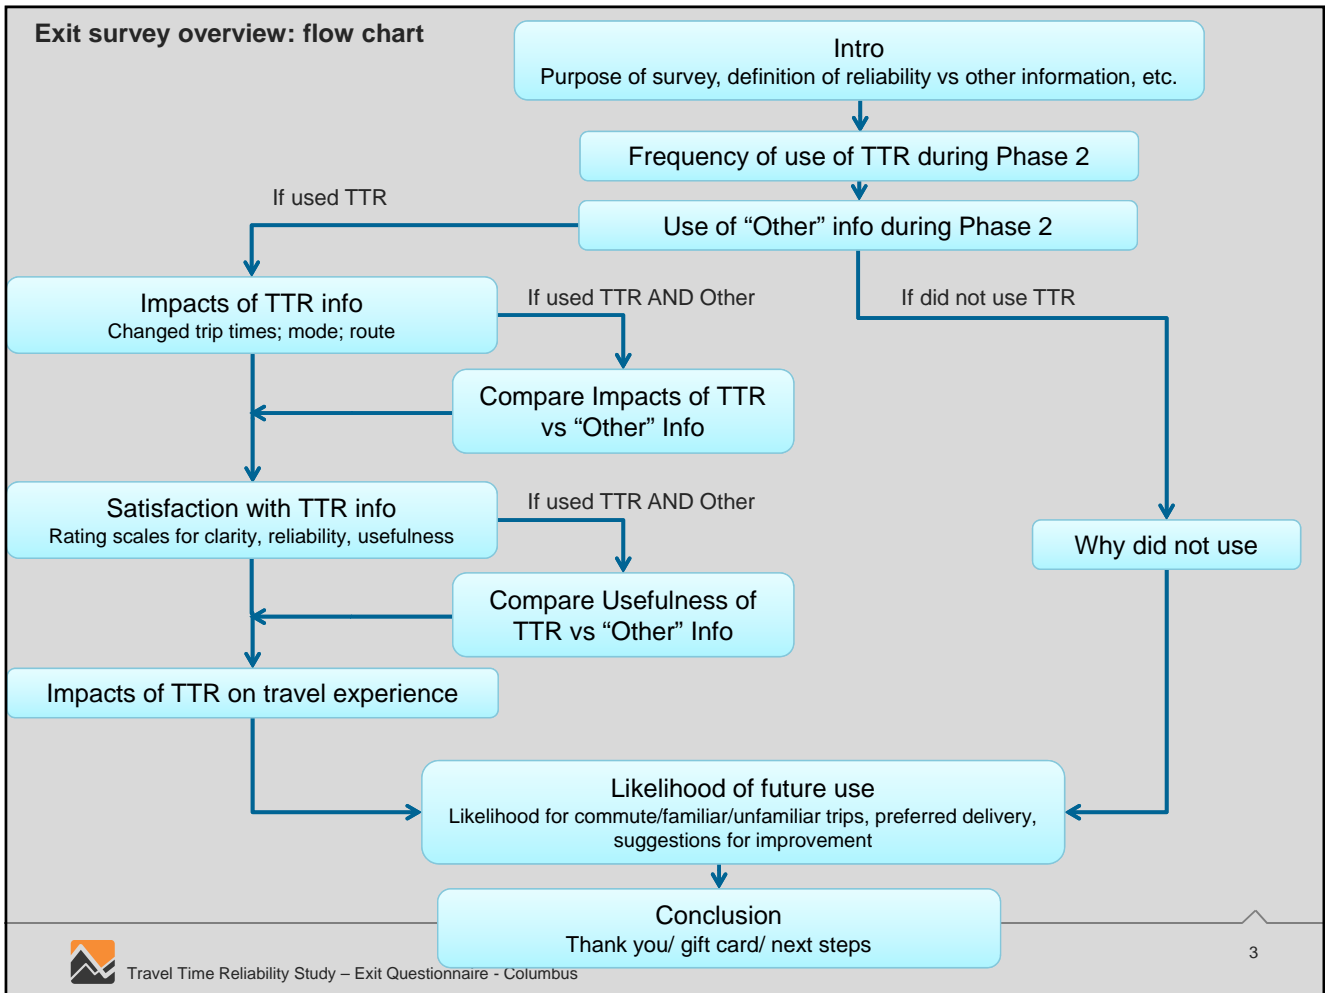 Exit survey overview: flow chart
Intro
Purpose of survey, definition of reliability vs other information, etc.
Frequency of use of TTR during Phase 2
If used TTR
Use of “Other” info during Phase 2
Impacts of TTR info
Changed trip times; mode; route
If used TTR AND Other
If did not use TTR
Compare Impacts of TTR
vs “Other” Info
Satisfaction with TTR info
Rating scales for clarity, reliability, usefulness
If used TTR AND Other
Why did not use
Compare Usefulness of
TTR vs “Other” Info
Impacts of TTR on travel experience
Likelihood of future use
Likelihood for commute/familiar/unfamiliar trips, preferred delivery,
suggestions for improvement
Conclusion
Thank you/ gift card/ next steps
Travel Time Reliability Study – Exit Questionnaire - Columbus
3